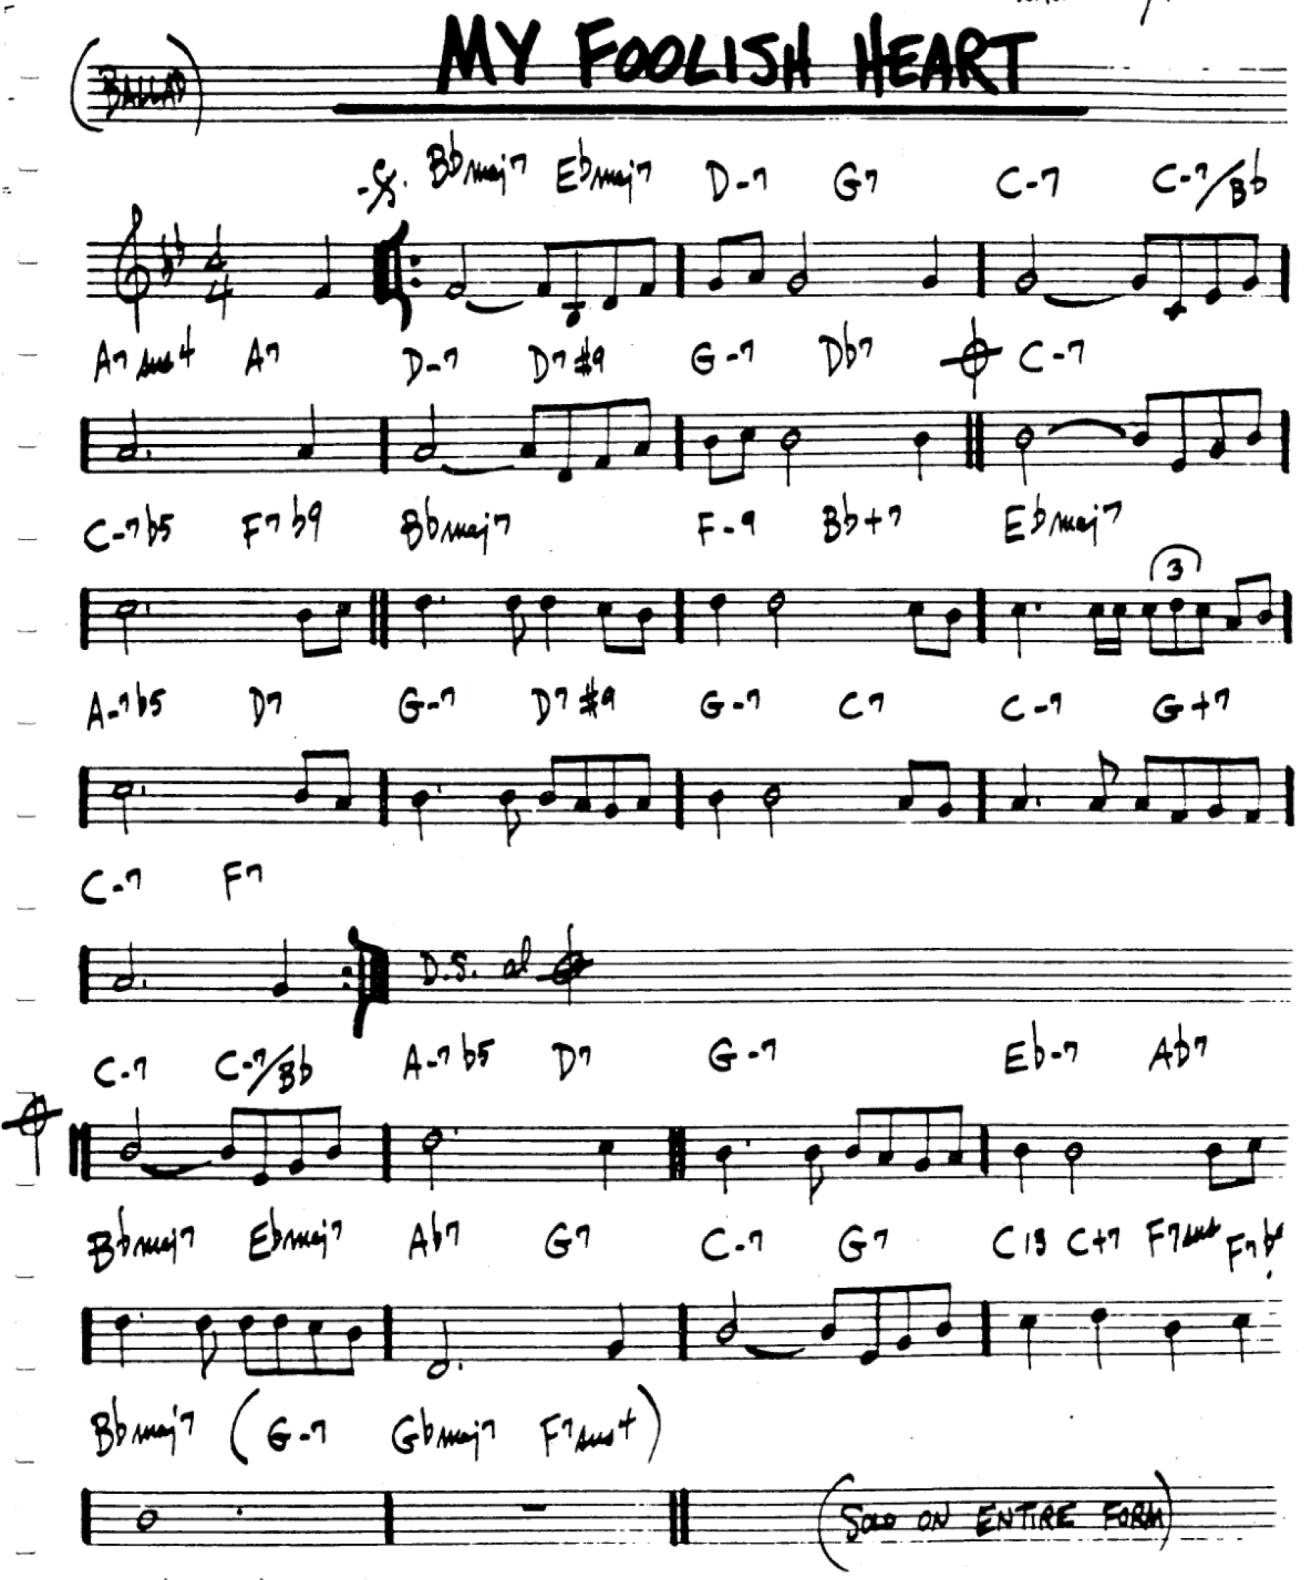 MY FOOLISH HEART
(BALLAD)
Bbmaj7 Ebmaj7 D-7 G7 C-7 C-7/Bb
4
4
A7sus4 A7 D-7 D7#9 G-7 Db7 C-7
C-7b5 F7b9 Bbmaj7 F-9 Bb+7 Ebmaj7
3
A-7b5 D7 G-7 D7#9 G-7 C7 C-7 G+7
C-7 F7
D.S. al
C-7 C-7/Bb A-7b5 D7 G-7 Eb-7 Ab7
Bbmaj7 Ebmaj7 Ab7 G7 C-7 G7 C13 C+7 F7sus
Bbmaj7 (G-7 Gbmaj7 F7sus4)
(SOLO ON ENTIRE FORM)